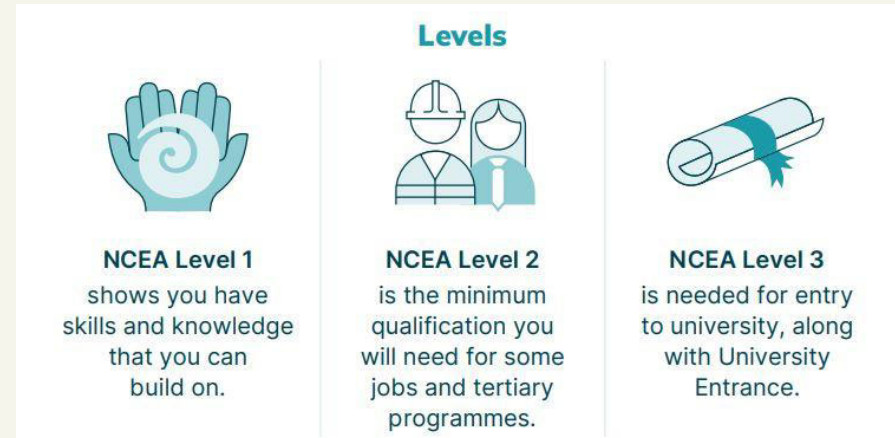 Levels
NCEA Level 1
shows you have
skills and knowledge
that you can
build on.
NCEA Level 2
is the minimum
qualification you
will need for some
jobs and tertiary
programmes.
NCEA Level 3
is needed for entry
to university, along
with University
Entrance.